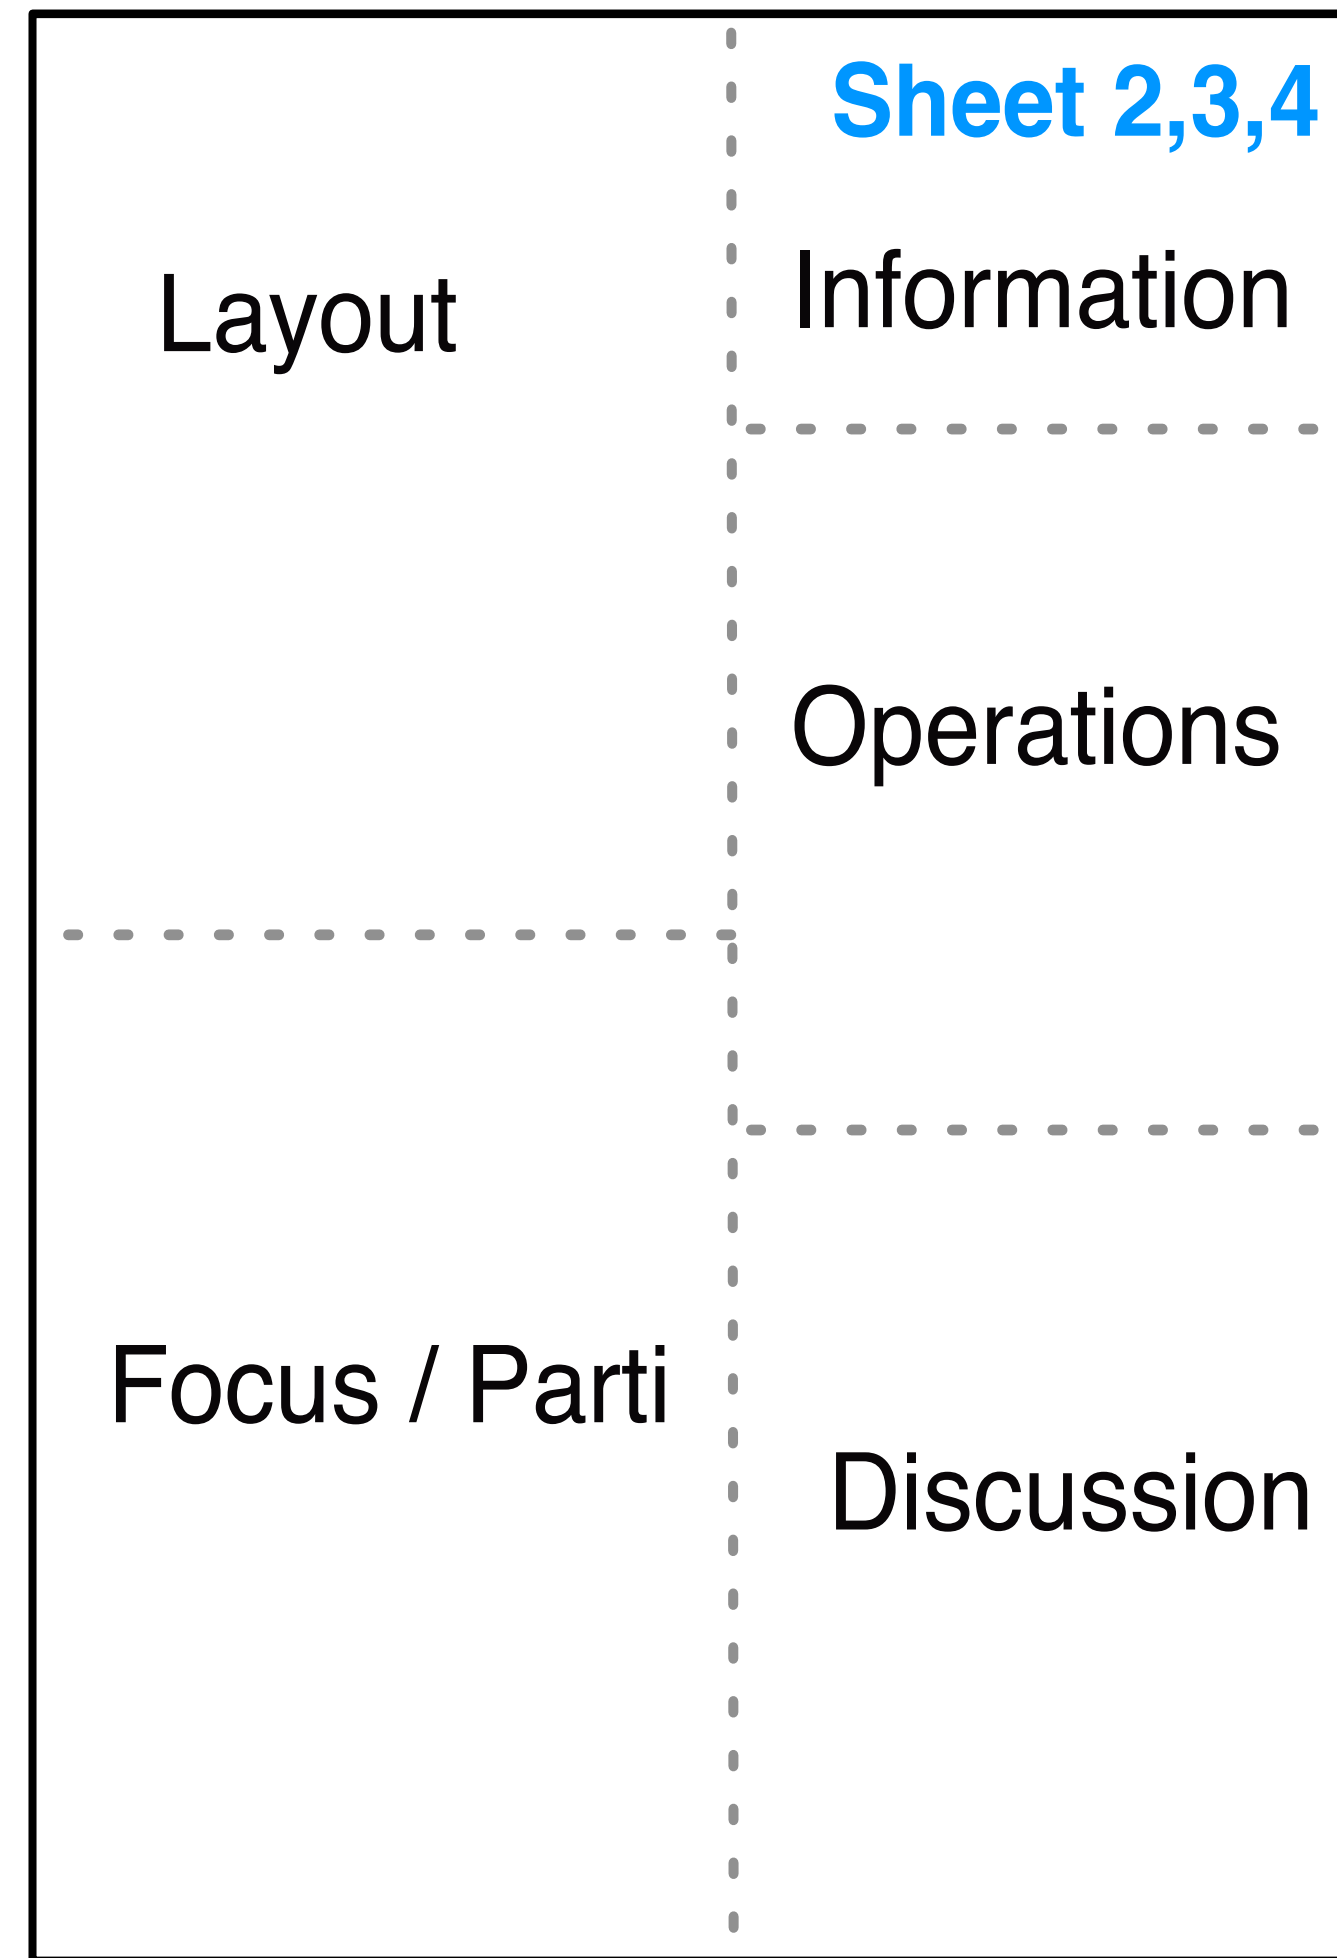 Sheet 2,3,4
Layout
Information
Operations
Focus / Parti
Discussion